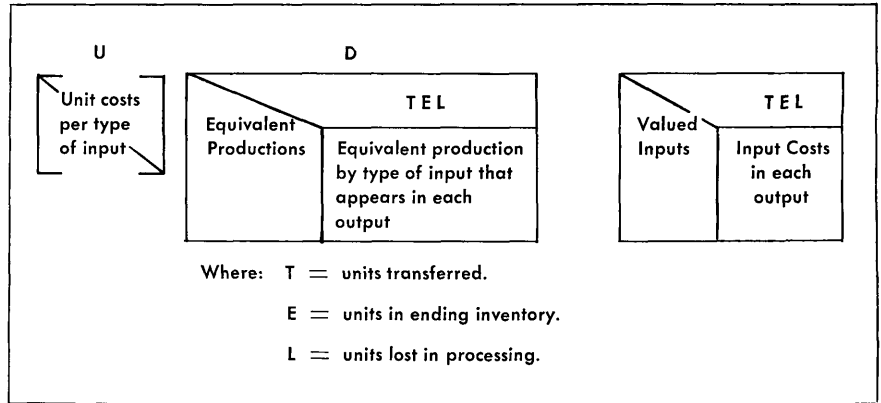 U
D
Unit costs
per type
of input
Equivalent
Productions
T E L
Equivalent production
by type of input that
appears in each
output
Valued
Inputs
T E L
Input Costs
in each
output
Where: T = units transferred.
E = units in ending inventory.
L = units lost in processing.